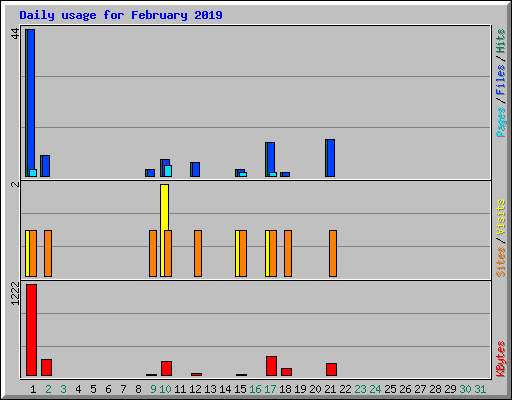 Daily usage for February 2019
44
2
1222
Pages/Files/Hits
Sites/Visits
KBytes
1 2 3 4 5 6 7 8 9 10 11 12 13 14 15 16 17 18 19 20 21 22 23 24 25 26 27 28 29 30 31